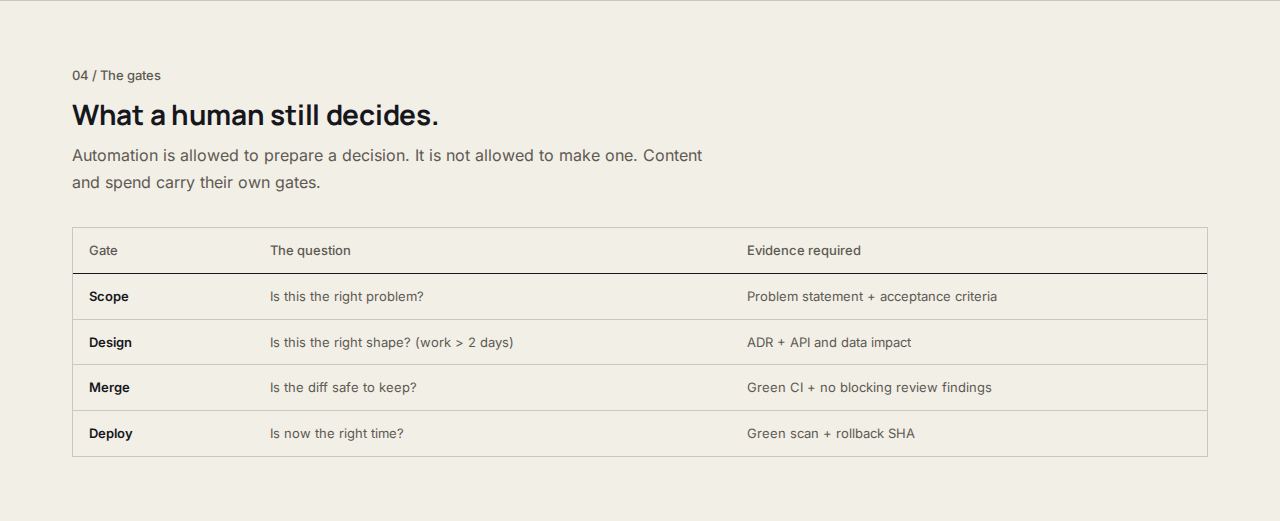 04 / The gates
What a human still decides.
Automation is allowed to prepare a decision. It is not allowed to make one. Content
and spend carry their own gates.
Gate The question Evidence required
Scope Is this the right problem? Problem statement + acceptance criteria
Design Is this the right shape? (work > 2 days) ADR + API and data impact
Merge Is the diff safe to keep? Green CI + no blocking review findings
Deploy Is now the right time? Green scan + rollback SHA